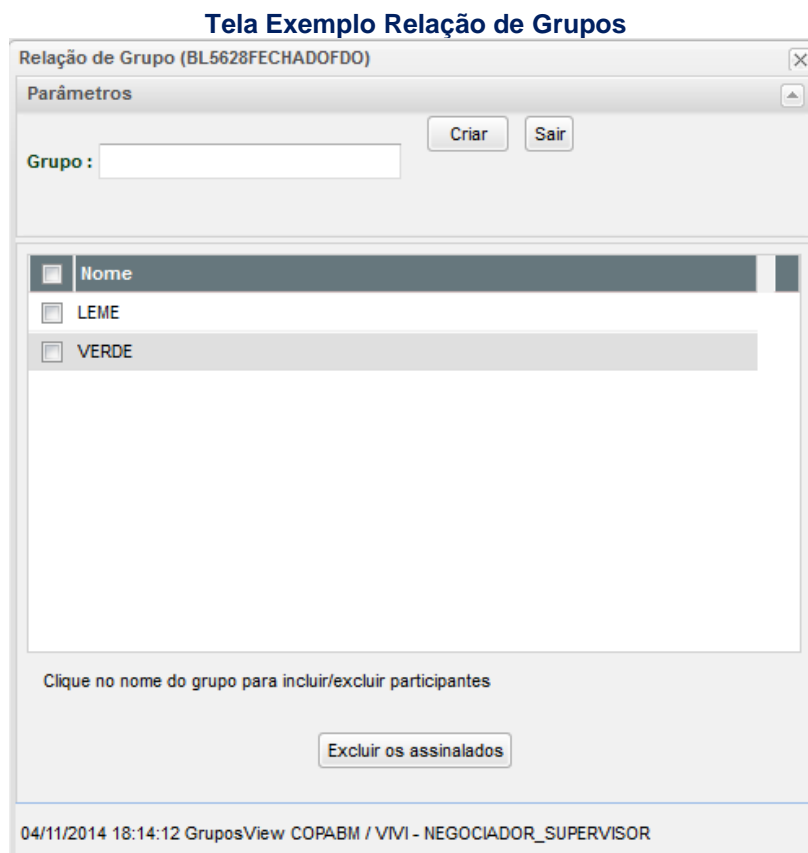 Tela Exemplo Relação de Grupos
Relação de Grupo (BL5628FECHADOFDO)
Parâmetros
Criar Sair
Grupo :
Nome
LEME
VERDE
Clique no nome do grupo para incluir/excluir participantes
Excluir os assinalados
04/11/2014 18:14:12 GruposView COPABM / VIVI - NEGOCIADOR_SUPERVISOR